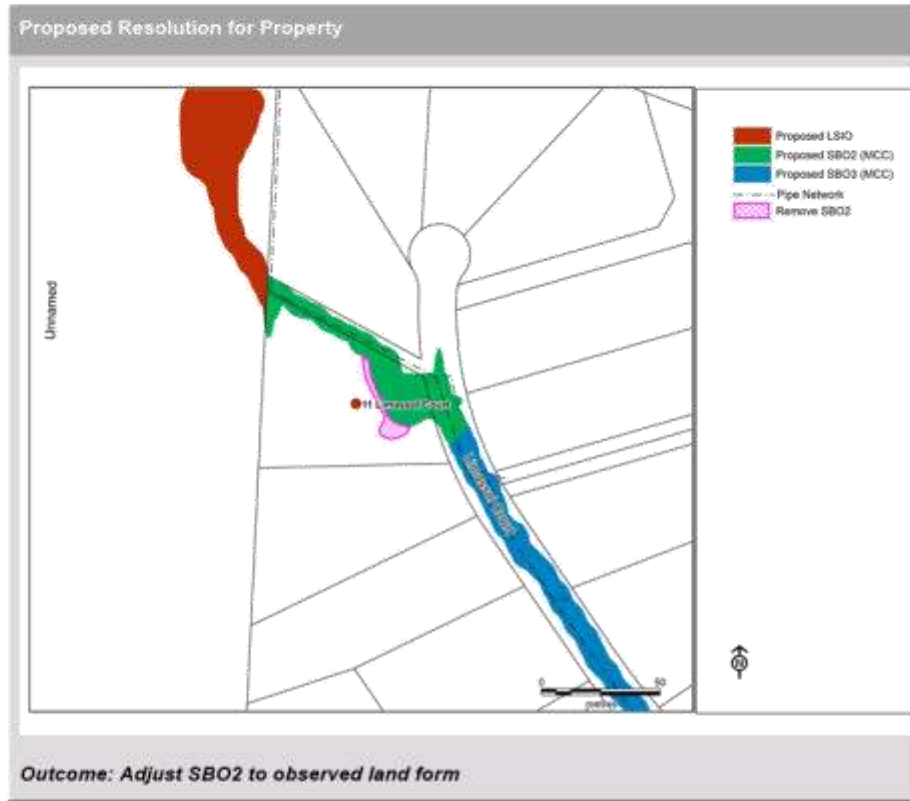 Proposed Resolution for Property
Proposed LSIO
Proposed SBO2 (MCC)
Proposed SBO3 (MCC)
Pipe Network
Remove SBO2
Unnamed
Court
N
0
50
metres
Outcome: Adjust SBO2 to observed land form